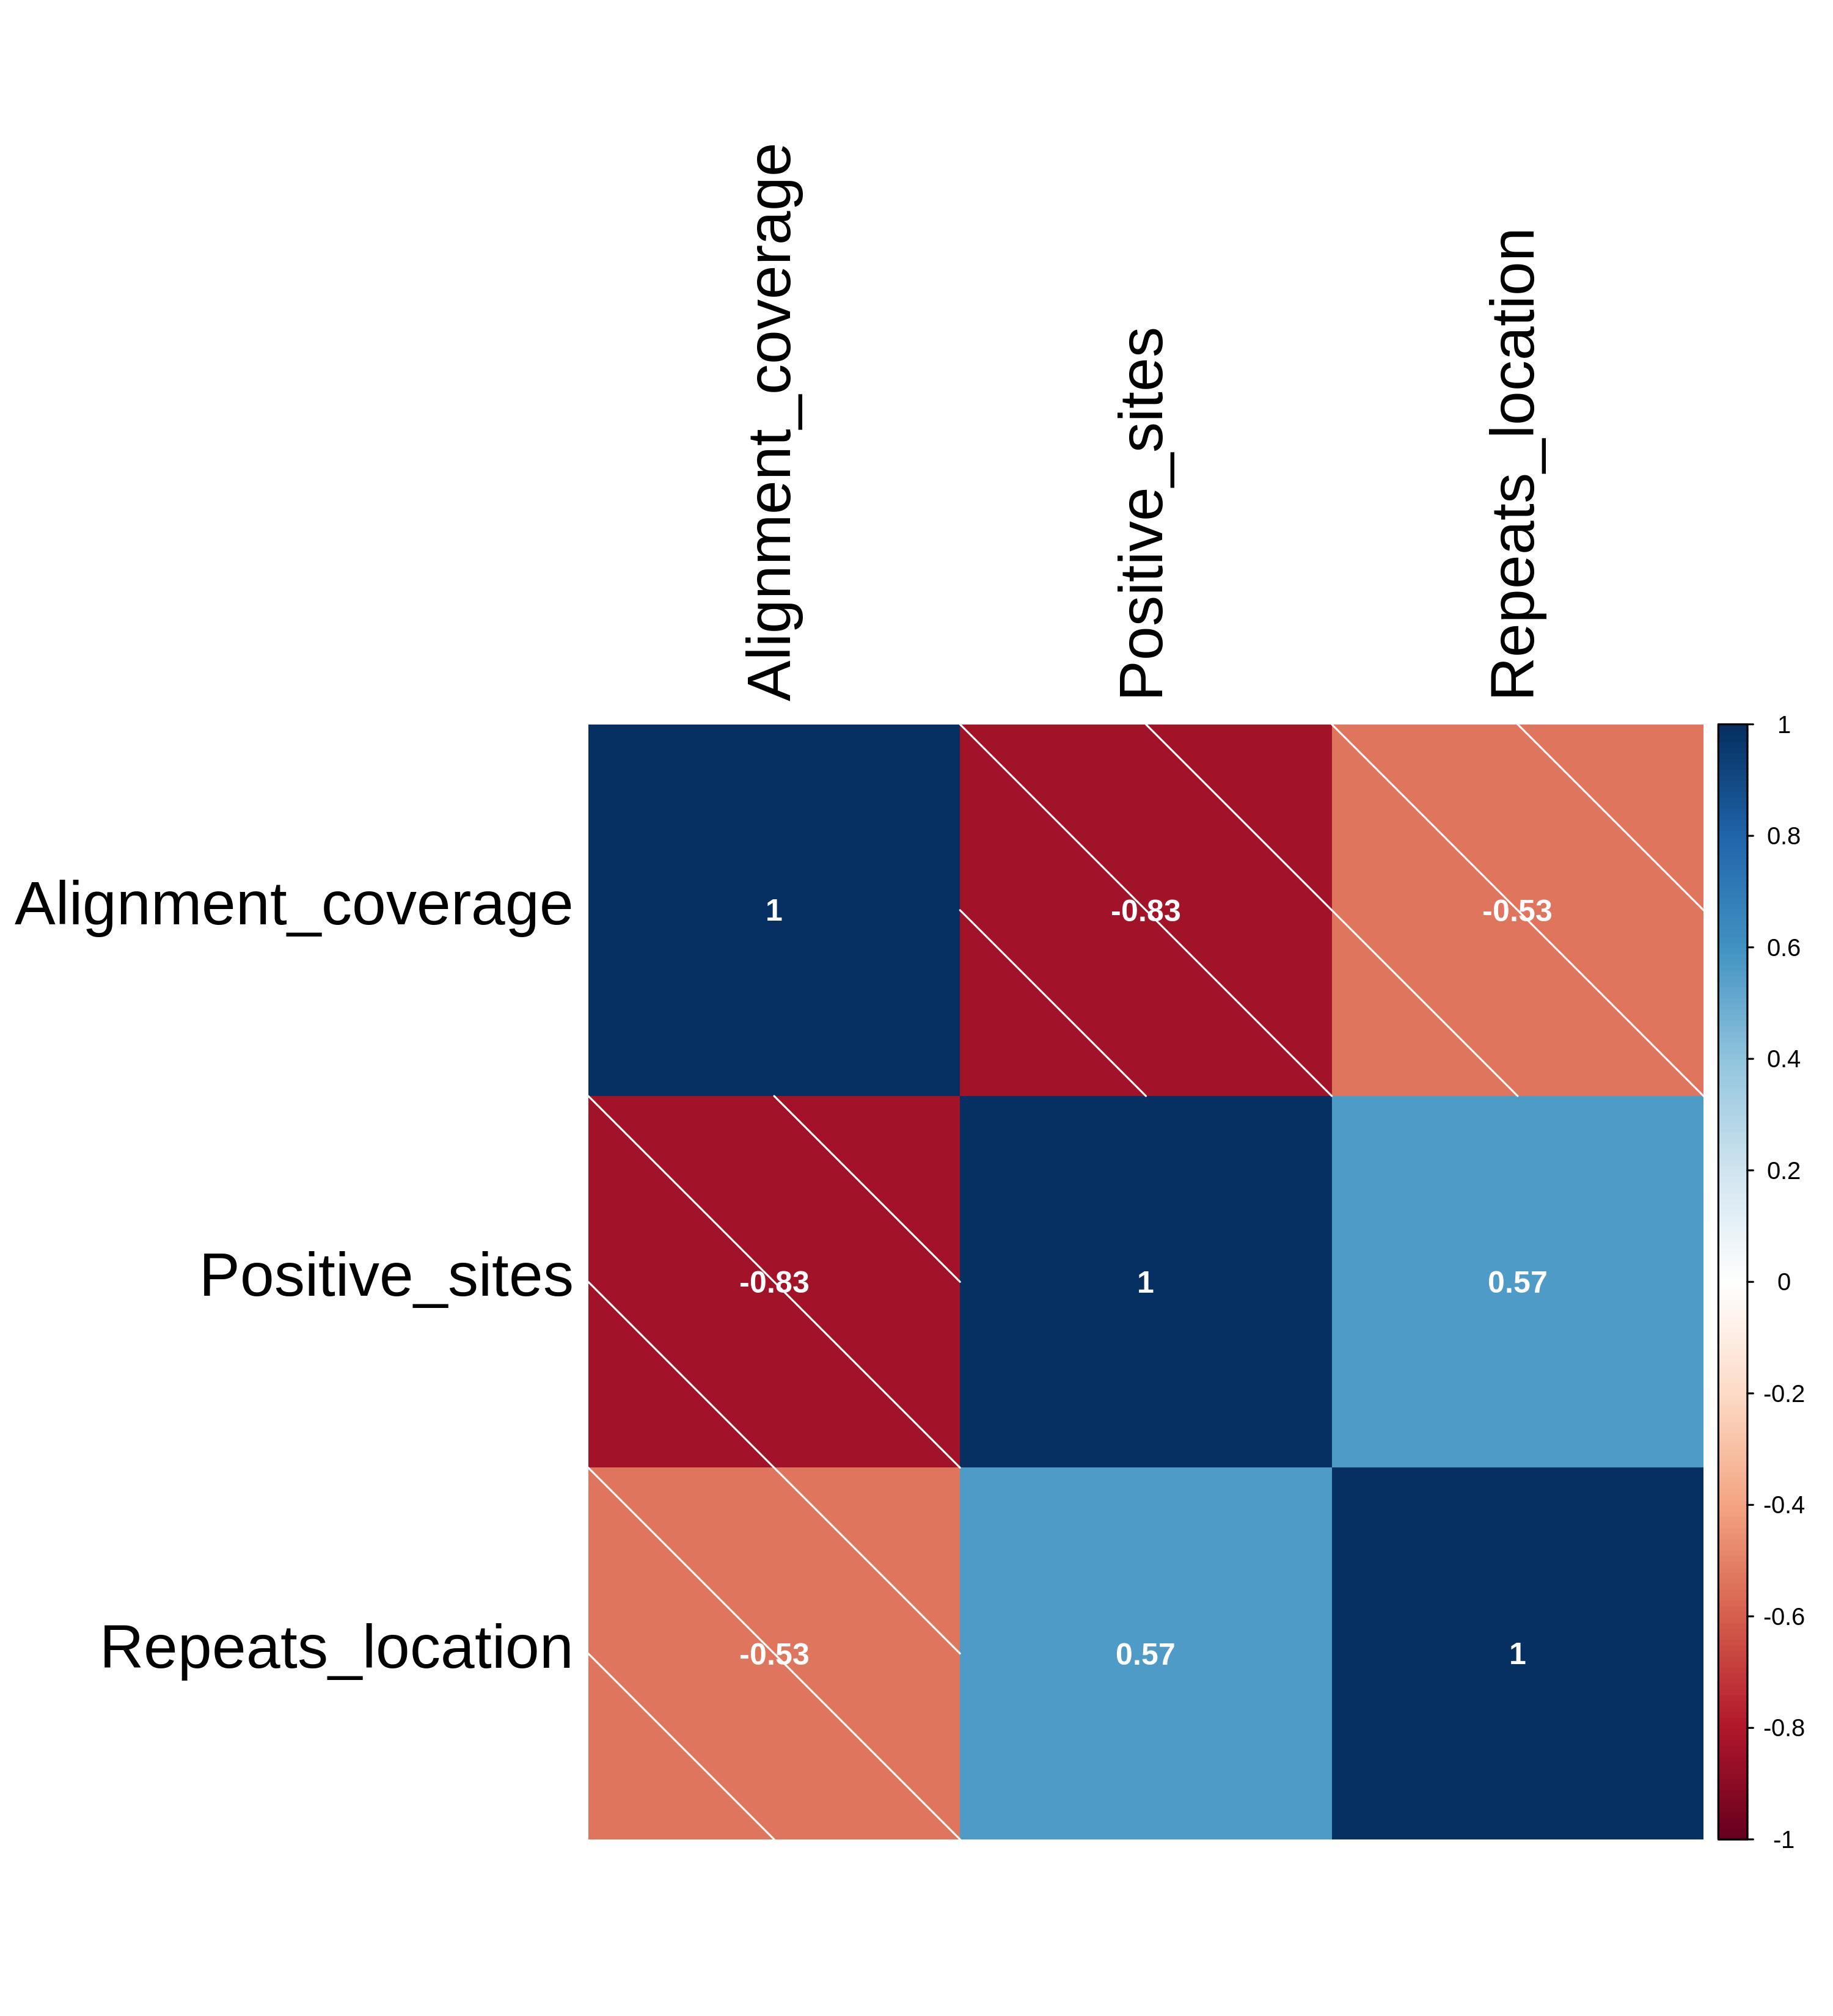 Alignment_coverage
Positive_sites
Repeats_location
Alignment_coverage 1 -0.83 -0.53
Positive_sites -0.83 1 0.57
Repeats_location -0.53 0.57 1
1
0.8
0.6
0.4
0.2
0
-0.2
-0.4
-0.6
-0.8
-1